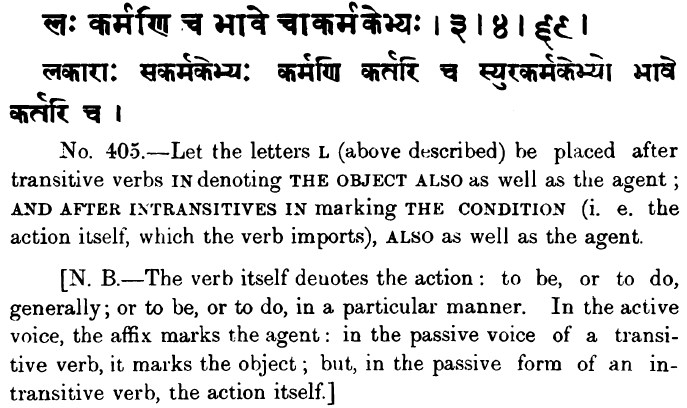 लः कर्मणि च भावे चाकर्मकेभ्यः । ३ । ४ । ६९ ।
लकाराः सकर्मकेभ्यः कर्मणि कर्तरि च स्युरकर्मकेभ्यो भावे
कर्तरि च ।
No. 405.—Let the letters L (above described) be placed after
transitive verbs IN denoting THE OBJECT ALSO as well as the agent ;
AND AFTER INTRANSITIVES IN marking THE CONDITION (i. e. the
action itself, which the verb imports), ALSO as well as the agent.
[N. B.—The verb itself denotes the action : to be, or to do,
generally ; or to be, or to do, in a particular manner. In the active
voice, the affix marks the agent : in the passive voice of a transi-
tive verb, it marks the object ; but, in the passive form of an in-
transitive verb, the action itself.]